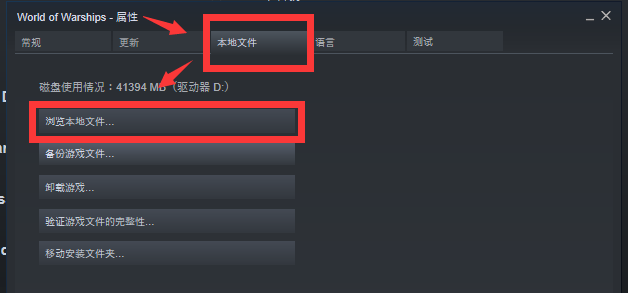 World of Warships - 属性
常规 更新 本地文件 语言 测试
磁盘使用情况：41394 MB（驱动器 D:）
浏览本地文件...
备份游戏文件...
卸载游戏...
验证游戏文件的完整性...
移动安装文件夹...